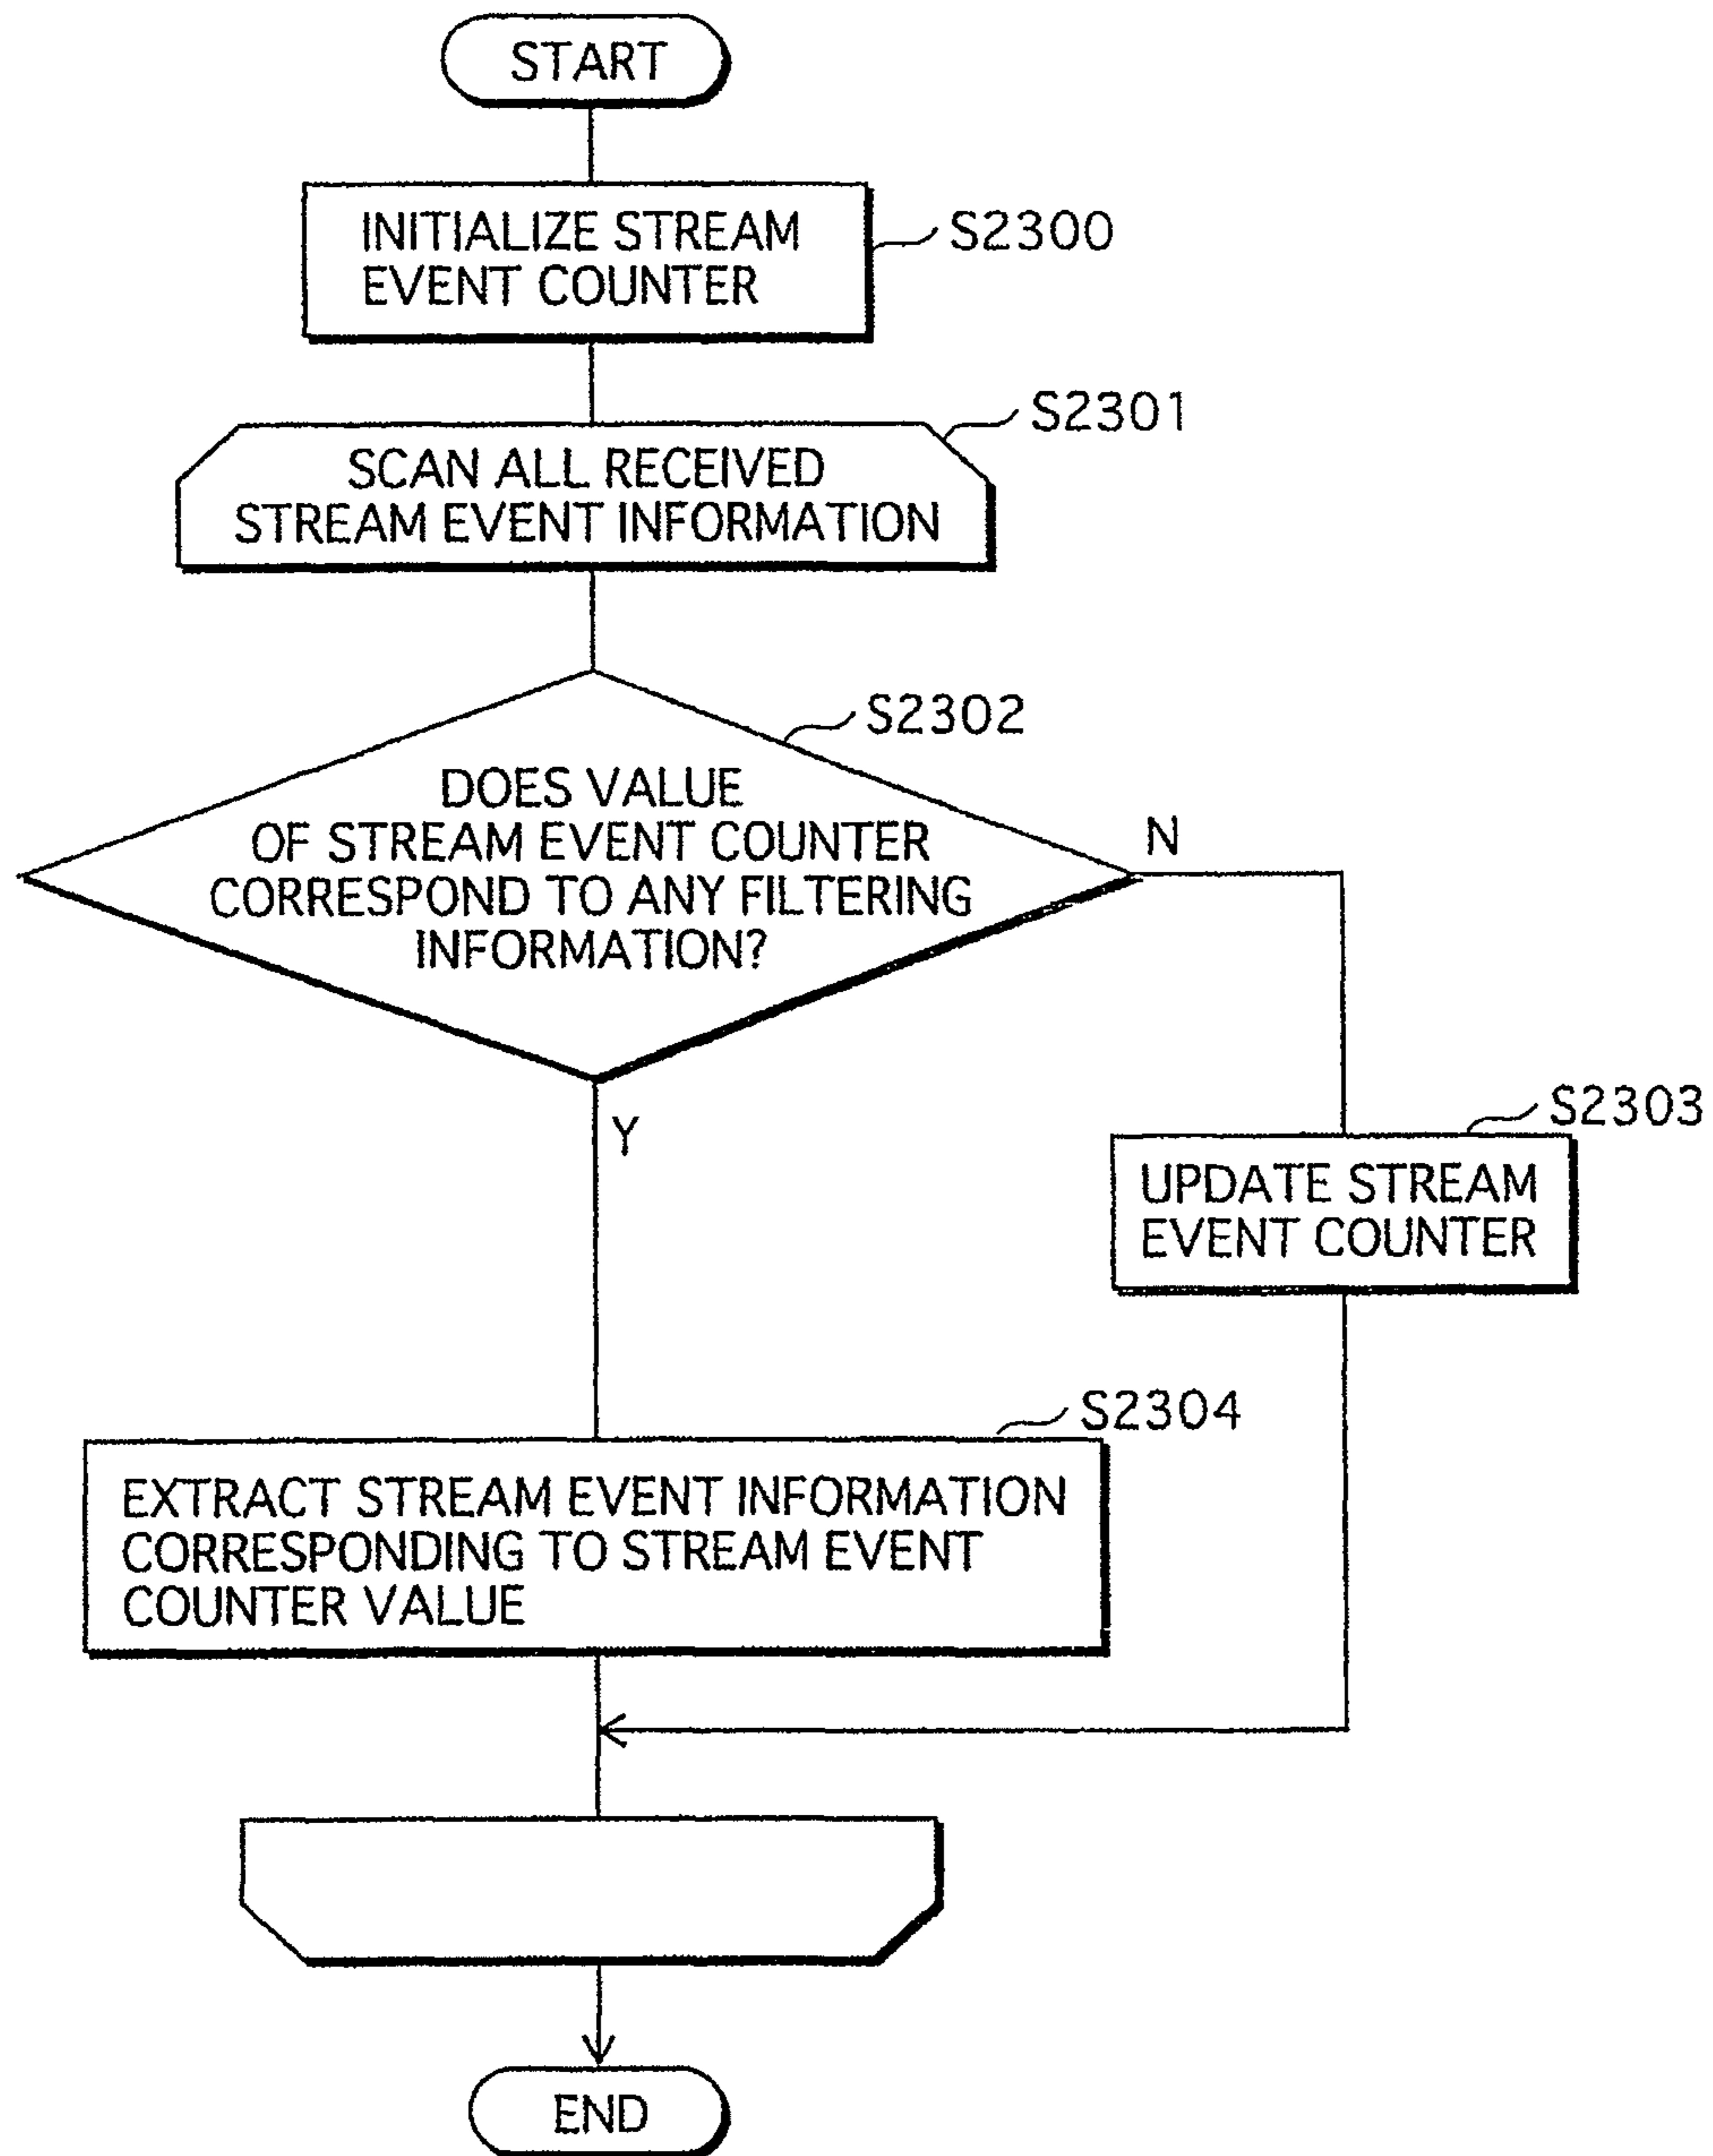 START
INITIALIZE STREAM
EVENT COUNTER
S2300
S2301
SCAN ALL RECEIVED
STREAM EVENT INFORMATION
S2302
DOES VALUE
OF STREAM EVENT COUNTER
CORRESPOND TO ANY FILTERING
INFORMATION?
N
Y
S2303
UPDATE STREAM
EVENT COUNTER
S2304
EXTRACT STREAM EVENT INFORMATION
CORRESPONDING TO STREAM EVENT
COUNTER VALUE
END